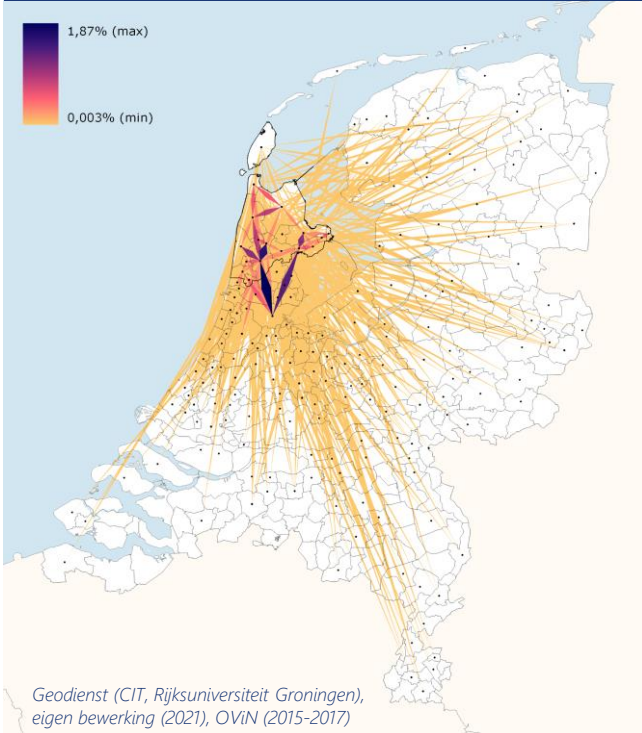 1,87% (max)
0,003% (min)
Geodienst (CIT, Rijksuniversiteit Groningen),
eigen bewerking (2021), OViN (2015-2017)